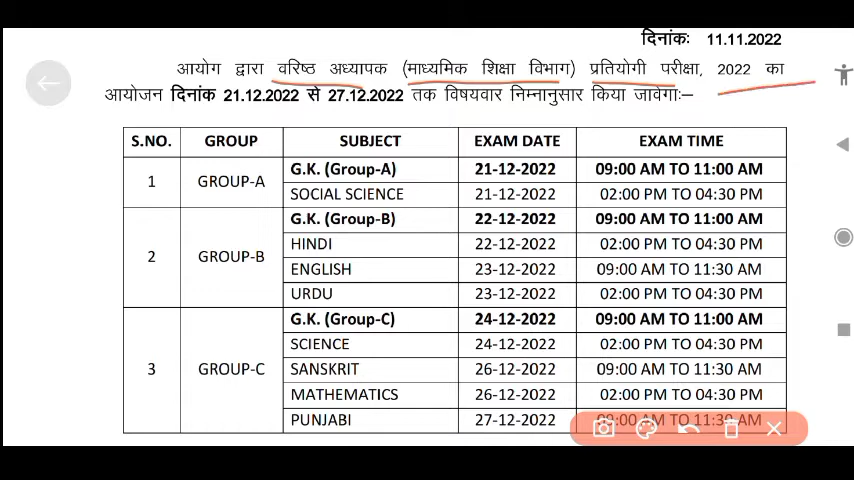 दिनांकः 11.11.2022
आयोग द्वारा वरिष्ठ अध्यापक (माध्यमिक शिक्षा विभाग) प्रतियोगी परीक्षा, 2022 का
आयोजन दिनांक 21.12.2022 से 27.12.2022 तक विषयवार निम्नानुसार किया जावेगाः–
S.NO. GROUP SUBJECT EXAM DATE EXAM TIME
1 GROUP-A G.K. (Group-A) 21-12-2022 09:00 AM TO 11:00 AM
SOCIAL SCIENCE 21-12-2022 02:00 PM TO 04:30 PM
2 GROUP-B G.K. (Group-B) 22-12-2022 09:00 AM TO 11:00 AM
HINDI 22-12-2022 02:00 PM TO 04:30 PM
ENGLISH 23-12-2022 09:00 AM TO 11:30 AM
URDU 23-12-2022 02:00 PM TO 04:30 PM
3 GROUP-C G.K. (Group-C) 24-12-2022 09:00 AM TO 11:00 AM
SCIENCE 24-12-2022 02:00 PM TO 04:30 PM
SANSKRIT 26-12-2022 09:00 AM TO 11:30 AM
MATHEMATICS 26-12-2022 02:00 PM TO 04:30 PM
PUNJABI 27-12-2022 09:00 AM TO 11:30 AM